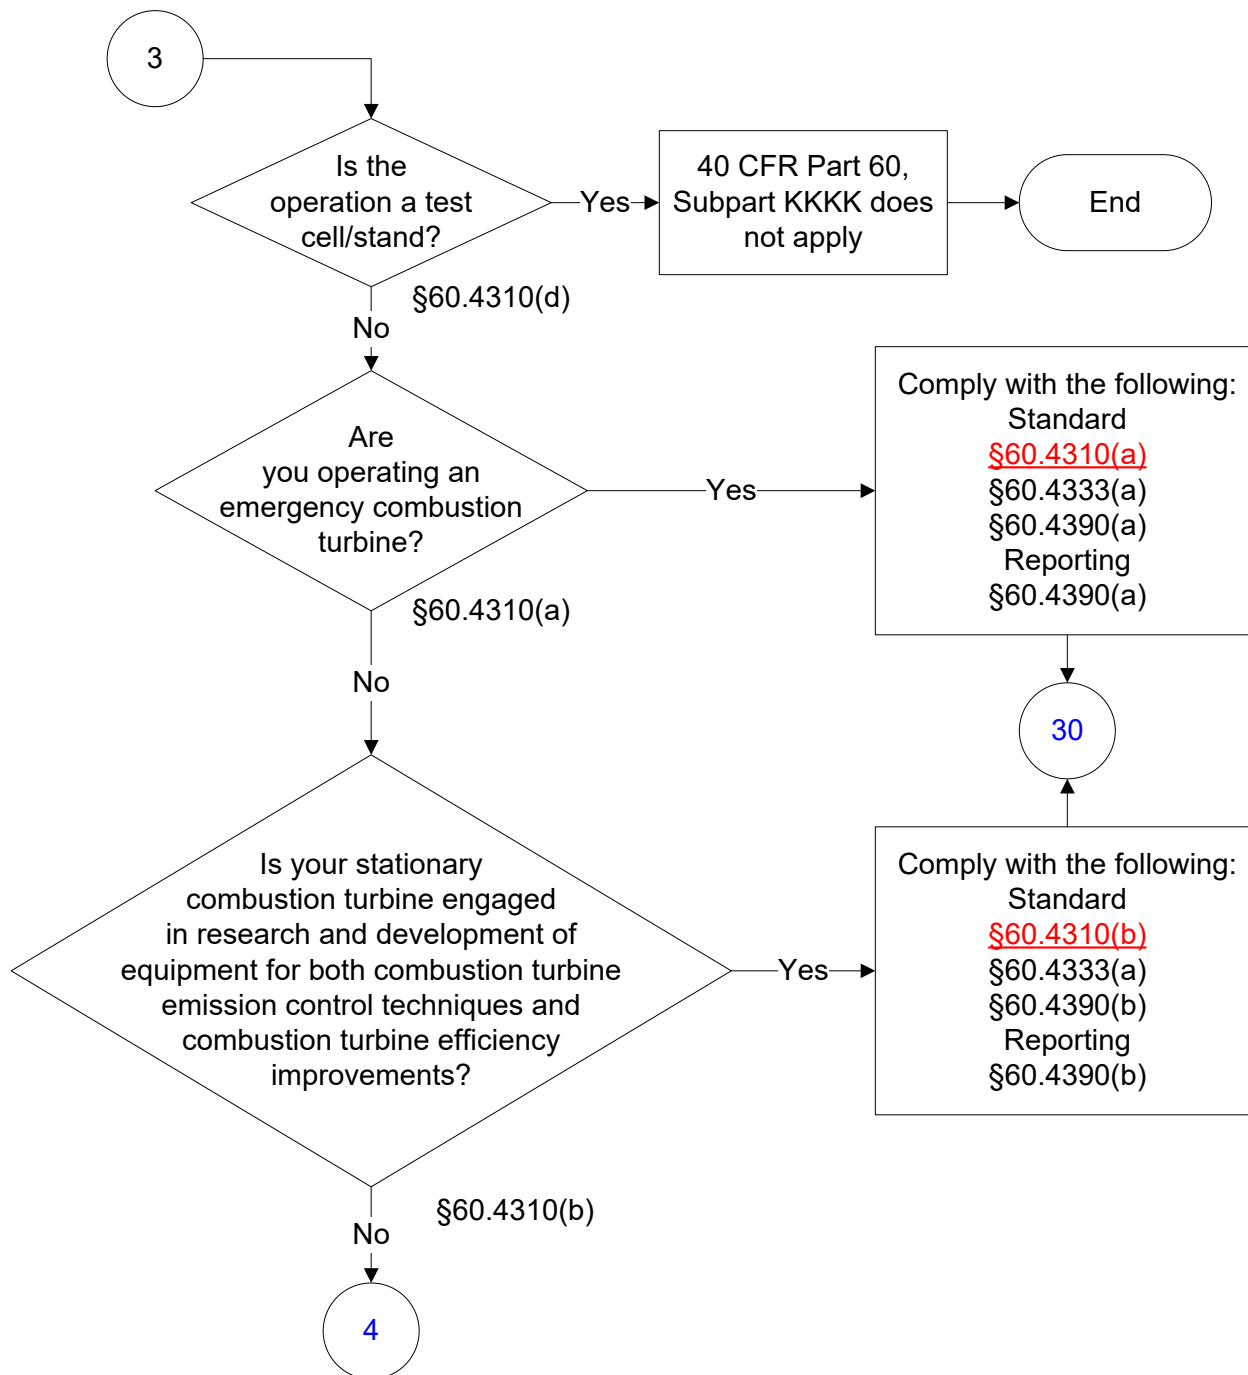 3
Is the
operation a test
cell/stand?
Yes
40 CFR Part 60,
Subpart KKKK does
not apply
End
§60.4310(d)
No
Are
you operating an
emergency combustion
turbine?
Yes
Comply with the following:
Standard
§60.4310(a)
§60.4333(a)
§60.4390(a)
Reporting
§60.4390(a)
§60.4310(a)
No
30
Is your stationary
combustion turbine engaged
in research and development of
equipment for both combustion turbine
emission control techniques and
combustion turbine efficiency
improvements?
Yes
Comply with the following:
Standard
§60.4310(b)
§60.4333(a)
§60.4390(b)
Reporting
§60.4390(b)
§60.4310(b)
No
4